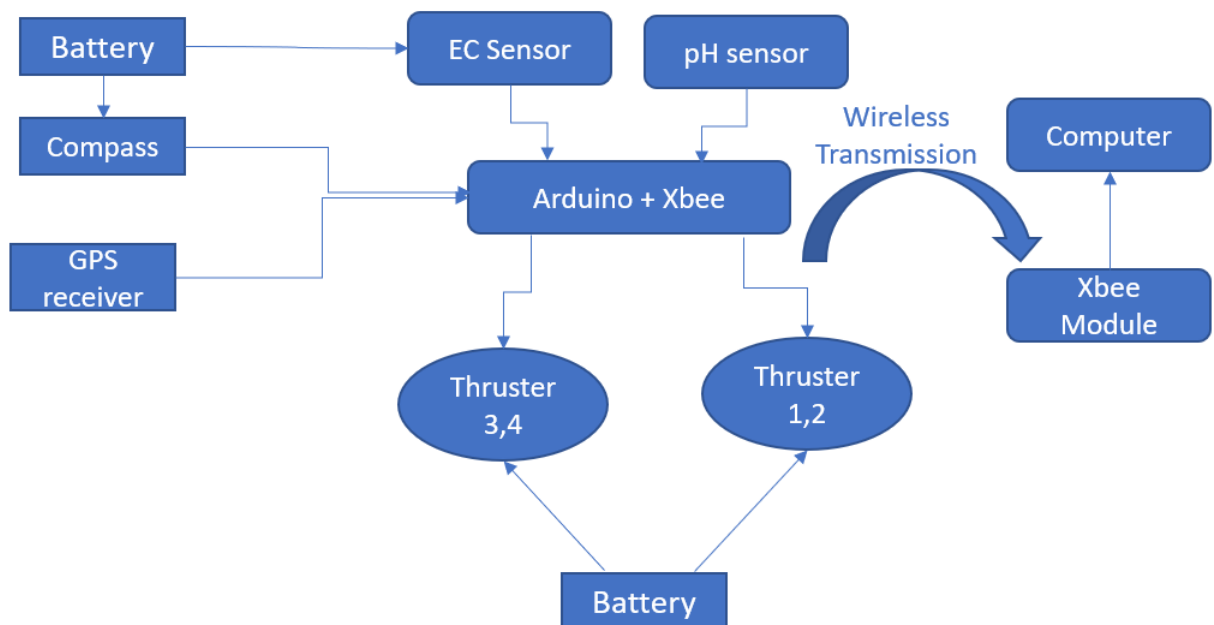 Battery
EC Sensor
pH sensor
Compass
Wireless
Transmission
Computer
Arduino + Xbee
GPS
receiver
Xbee
Module
Thruster
3,4
Thruster
1,2
Battery